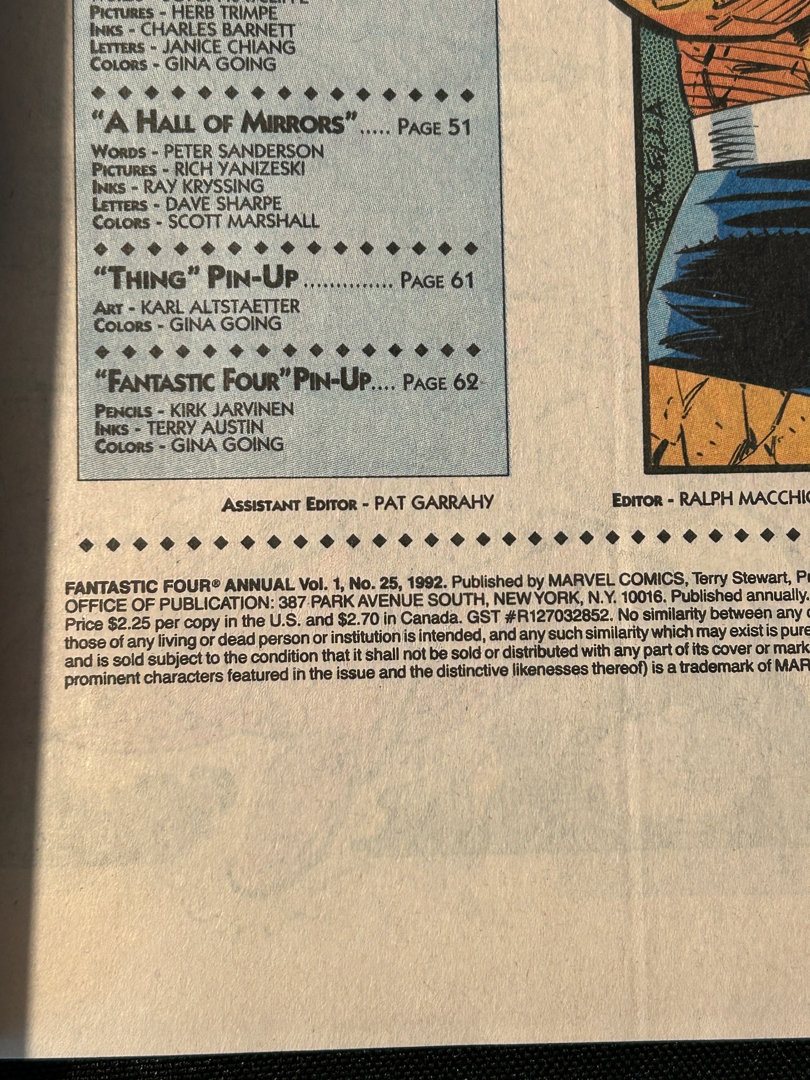 PICTURES - HERB TRIMPE
INKS - CHARLES BARNETT
LETTERS - JANICE CHIANG
COLORS - GINA GOING
"A HALL OF MIRRORS"..... PAGE 51
WORDS - PETER SANDERSON
PICTURES - RICH YANIZESKI
INKS - RAY KRYSSING
LETTERS - DAVE SHARPE
COLORS - SCOTT MARSHALL
"THING" PIN-UP.............. PAGE 61
ART - KARL ALTSTAETTER
COLORS - GINA GOING
"FANTASTIC FOUR" PIN-UP.... PAGE 62
PENCILS - KIRK JARVINEN
INKS - TERRY AUSTIN
COLORS - GINA GOING
ASSISTANT EDITOR - PAT GARRAHY
EDITOR - RALPH MACCHIO
FANTASTIC FOUR® ANNUAL Vol. 1, No. 25, 1992. Published by MARVEL COMICS, Terry Stewart,
OFFICE OF PUBLICATION: 387 PARK AVENUE SOUTH, NEW YORK, N.Y. 10016. Published annually.
Price $2.25 per copy in the U.S. and $2.70 in Canada. GST #R127032852. No similarity between any
those of any living or dead person or institution is intended, and any such similarity which may exist is
and is sold subject to the condition that it shall not be sold or distributed with any part of its cover or
prominent characters featured in the issue and the distinctive likenesses thereof) is a trademark of